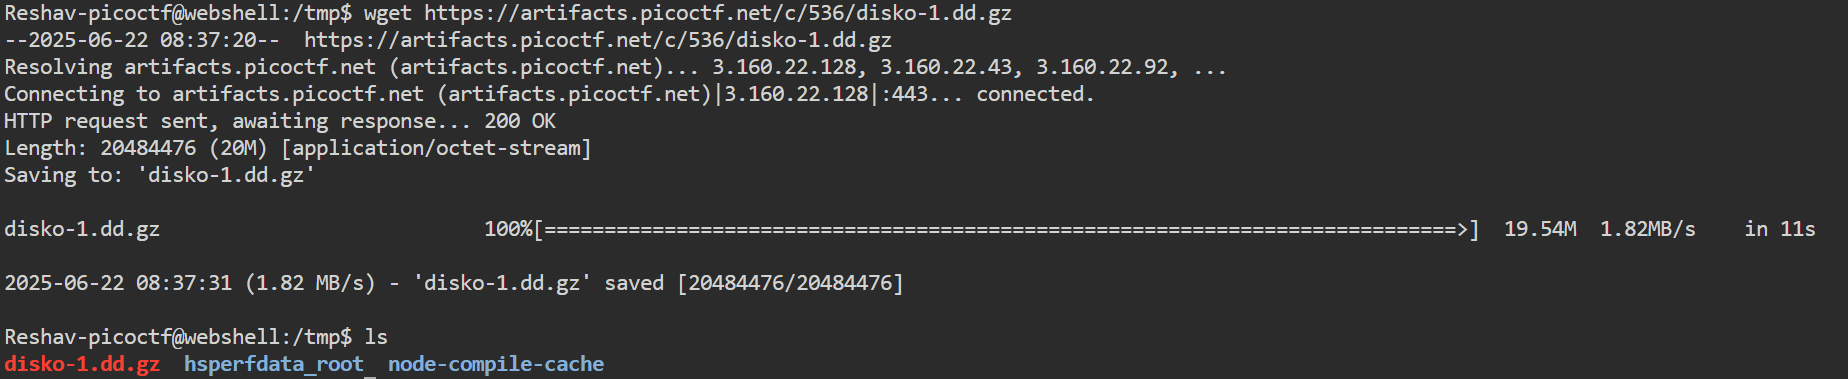 Reshav-picoctf@webshell:/tmp$ wget https://artifacts.picoctf.net/c/536/disko-1.dd.gz
--2025-06-22 08:37:20--  https://artifacts.picoctf.net/c/536/disko-1.dd.gz
Resolving artifacts.picoctf.net (artifacts.picoctf.net)... 3.160.22.128, 3.160.22.43, 3.160.22.92, ...
Connecting to artifacts.picoctf.net (artifacts.picoctf.net)|3.160.22.128|:443... connected.
HTTP request sent, awaiting response... 200 OK
Length: 20484476 (20M) [application/octet-stream]
Saving to: 'disko-1.dd.gz'
disko-1.dd.gz                           100%[============================================================================>]  19.54M  1.82MB/s    in 11s
2025-06-22 08:37:31 (1.82 MB/s) - 'disko-1.dd.gz' saved [20484476/20484476]
Reshav-picoctf@webshell:/tmp$ ls
disko-1.dd.gz  hsperfdata_root  node-compile-cache